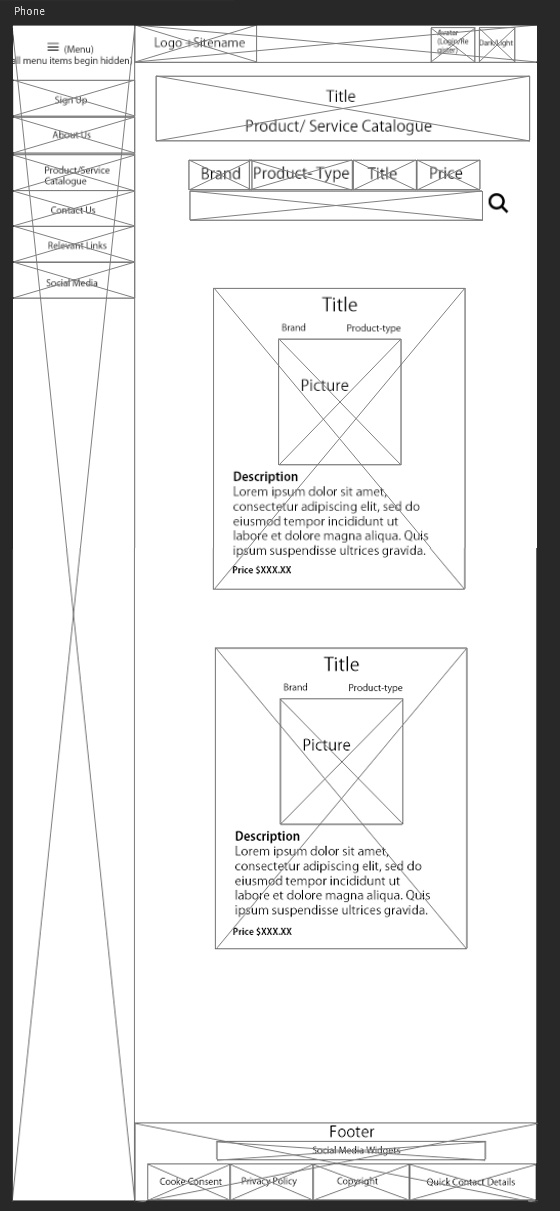 Phone
(Menu)
all menu items begin hidden)
Logo +Sitename
Avatar
(Login/Re
gister)
Dark/Light
Sign Up
About Us
Product/Service
Catalogue
Contact Us
Relevant Links
Social Media
Title
Product/ Service Catalogue
Brand
Product- Type
Title
Price
Title
Brand
Product-type
Picture
Description
Lorem ipsum dolor sit amet,
consectetur adipiscing elit, sed do
eiusmod tempor incididunt ut
labore et dolore magna aliqua. Quis
ipsum suspendisse ultrices gravida.
Price $XXX.XX
Title
Brand
Product-type
Picture
Description
Lorem ipsum dolor sit amet,
consectetur adipiscing elit, sed do
eiusmod tempor incididunt ut
labore et dolore magna aliqua. Quis
ipsum suspendisse ultrices gravida.
Price $XXX.XX
Footer
Social Media Widgets
Cooke Consent
Privacy Policy
Copyright
Quick Contact Details